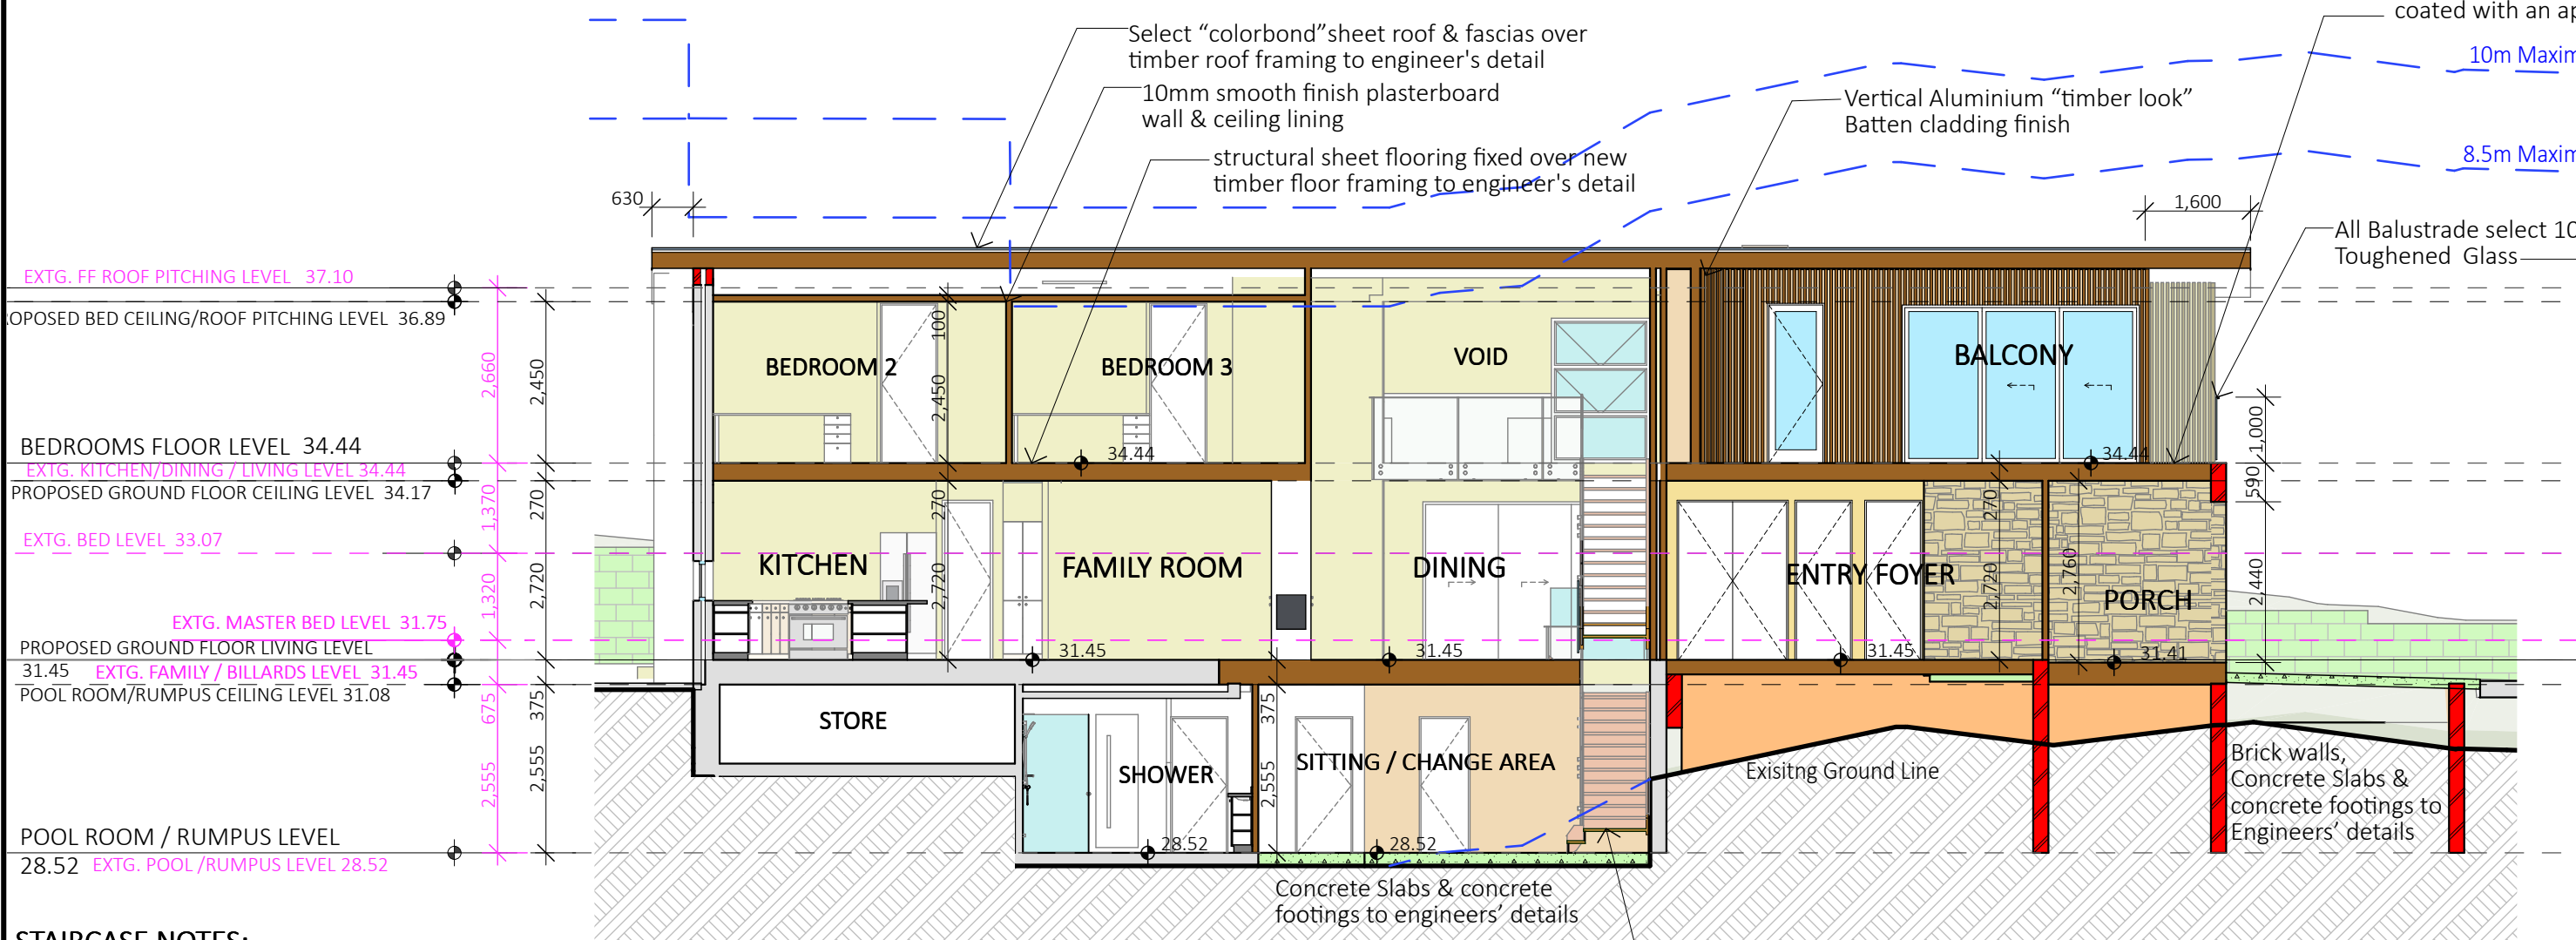 coated with an ap
Select “colorbond”sheet roof & fascias over
timber roof framing to engineer's detail
10m Maxim
10mm smooth finish plasterboard
wall & ceiling lining
Vertical Aluminium “timber look”
Batten cladding finish
structural sheet flooring fixed over new
timber floor framing to engineer's detail
8.5m Maxim
630
1,600
All Balustrade select 10
Toughened Glass
EXTG. FF ROOF PITCHING LEVEL 37.10
OPOSED BED CEILING/ROOF PITCHING LEVEL 36.89
2,660
2,450
100
2,450
BEDROOM 2
BEDROOM 3
VOID
BALCONY
1,000
590
BEDROOMS FLOOR LEVEL 34.44
34.44
34.44
EXTG. KITCHEN/DINING / LIVING LEVEL 34.44
PROPOSED GROUND FLOOR CEILING LEVEL 34.17
1,370
270
270
270
EXTG. BED LEVEL 33.07
1,320
2,720
2,720
2,720
2,760
2,440
KITCHEN
FAMILY ROOM
DINING
ENTRY FOYER
PORCH
EXTG. MASTER BED LEVEL 31.75
PROPOSED GROUND FLOOR LIVING LEVEL
31.45
31.45
31.45
31.41
31.45 EXTG. FAMILY / BILLARDS LEVEL 31.45
POOL ROOM/RUMPUS CEILING LEVEL 31.08
675
375
375
STORE
SHOWER
SITTING / CHANGE AREA
2,555
2,555
2,555
Exisitng Ground Line
Brick walls,
Concrete Slabs &
concrete footings to
Engineers’ details
POOL ROOM / RUMPUS LEVEL
28.52
28.52
28.52 EXTG. POOL /RUMPUS LEVEL 28.52
Concrete Slabs & concrete
footings to engineers’ details
STAIRCASE NOTES: